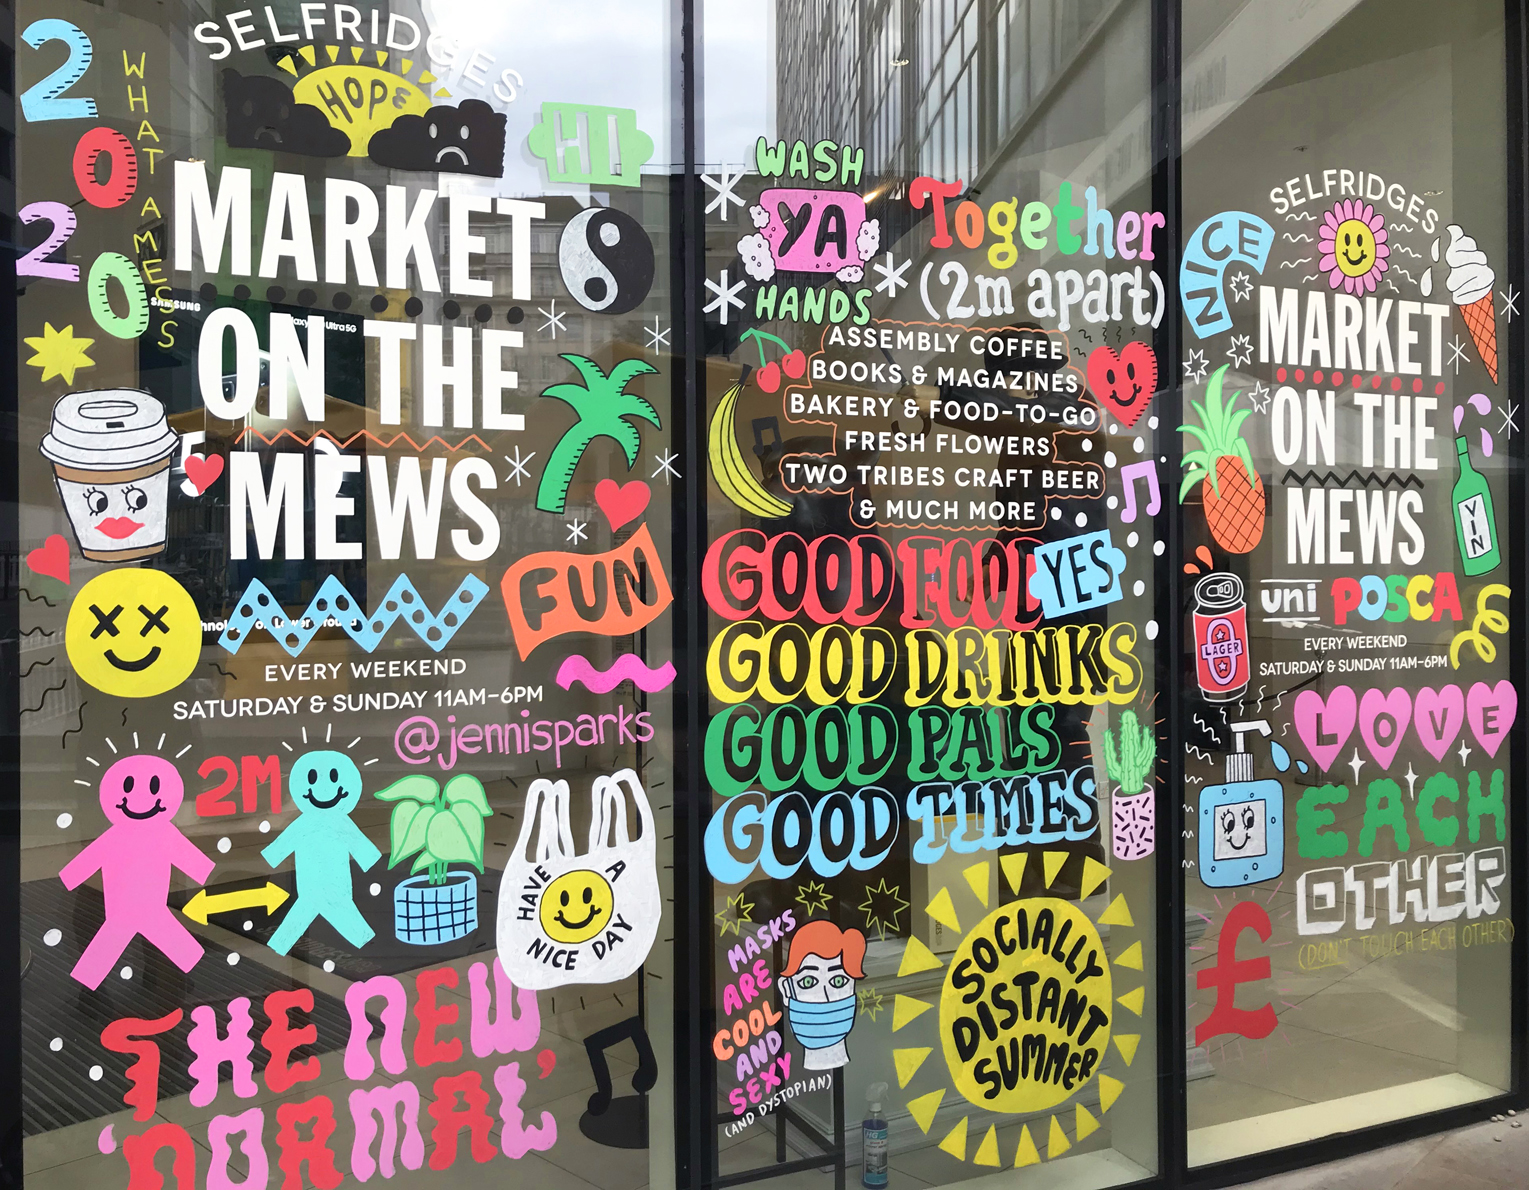 2020
WHAT A MESS
SELFRIDGES
HOPE
HI
MARKET
ON THE
MEWS
SAMSUNG
FUN
EVERY WEEKEND
SATURDAY & SUNDAY 11AM–6PM
@jennisparks
2M
HAVE A
NICE DAY
THE NEW
'NORMAL'
WASH
YA
HANDS
Together
(2m apart)
ASSEMBLY COFFEE
BOOKS & MAGAZINES
BAKERY & FOOD-TO-GO
FRESH FLOWERS
TWO TRIBES CRAFT BEER
& MUCH MORE
GOOD FOOD
YES
GOOD DRINKS
GOOD PALS
GOOD TIMES
MASKS
ARE
COOL
AND
SEXY
(AND DYSTOPIAN)
SOCIALLY
DISTANT
SUMMER
SELFRIDGES
NICE
MARKET
ON THE
MEWS
VIN
uni POSCA
LAGER
EVERY WEEKEND
SATURDAY & SUNDAY 11AM–6PM
LOVE
EACH
OTHER
(DON'T TOUCH EACH OTHER)
£